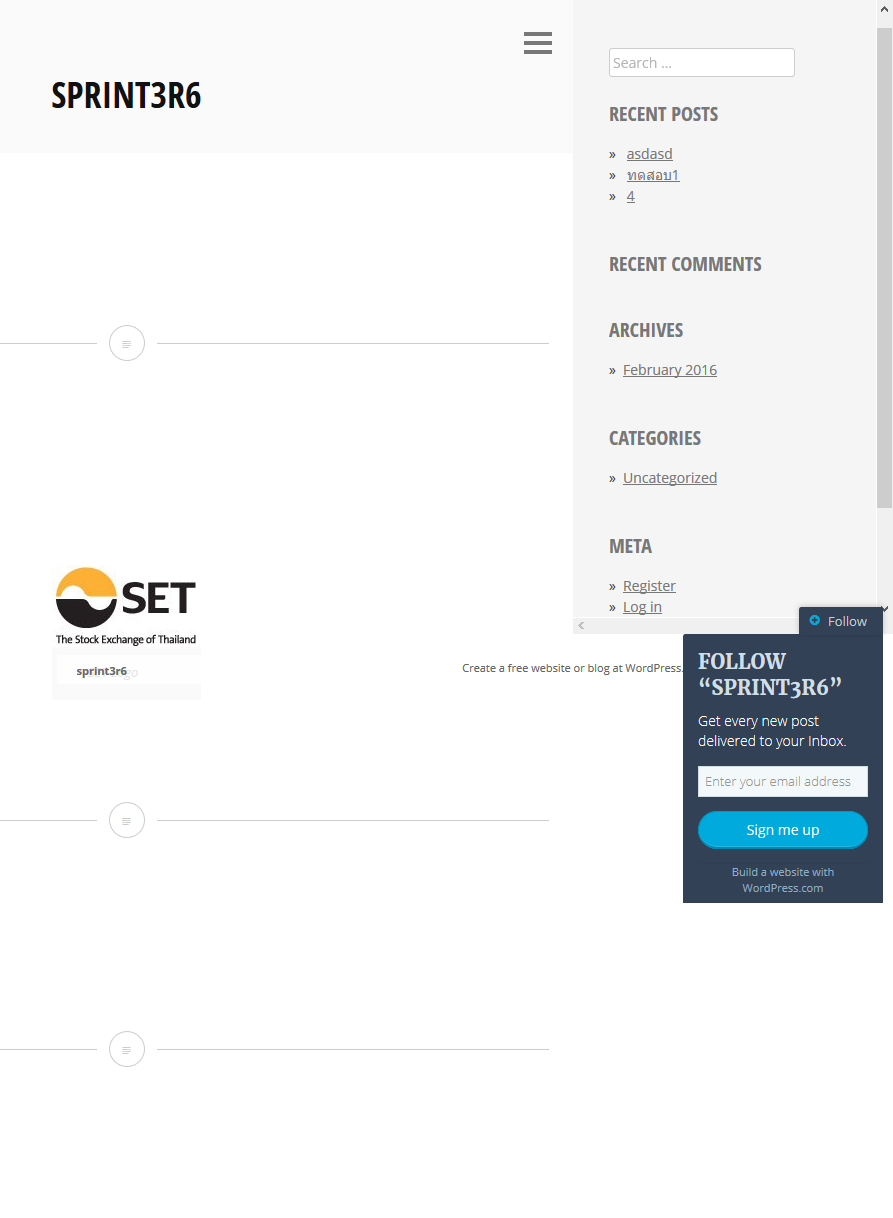 SPRINT3R6
Search ...
RECENT POSTS
» asdasd
» ทดสอบ1
» 4
RECENT COMMENTS
ARCHIVES
» February 2016
CATEGORIES
» Uncategorized
META
» Register
» Log in
SET
The Stock Exchange of Thailand
sprint3r6
Create a free website or blog at WordPress.
Follow
FOLLOW
“SPRINT3R6”
Get every new post
delivered to your Inbox.
Enter your email address
Sign me up
Build a website with
WordPress.com